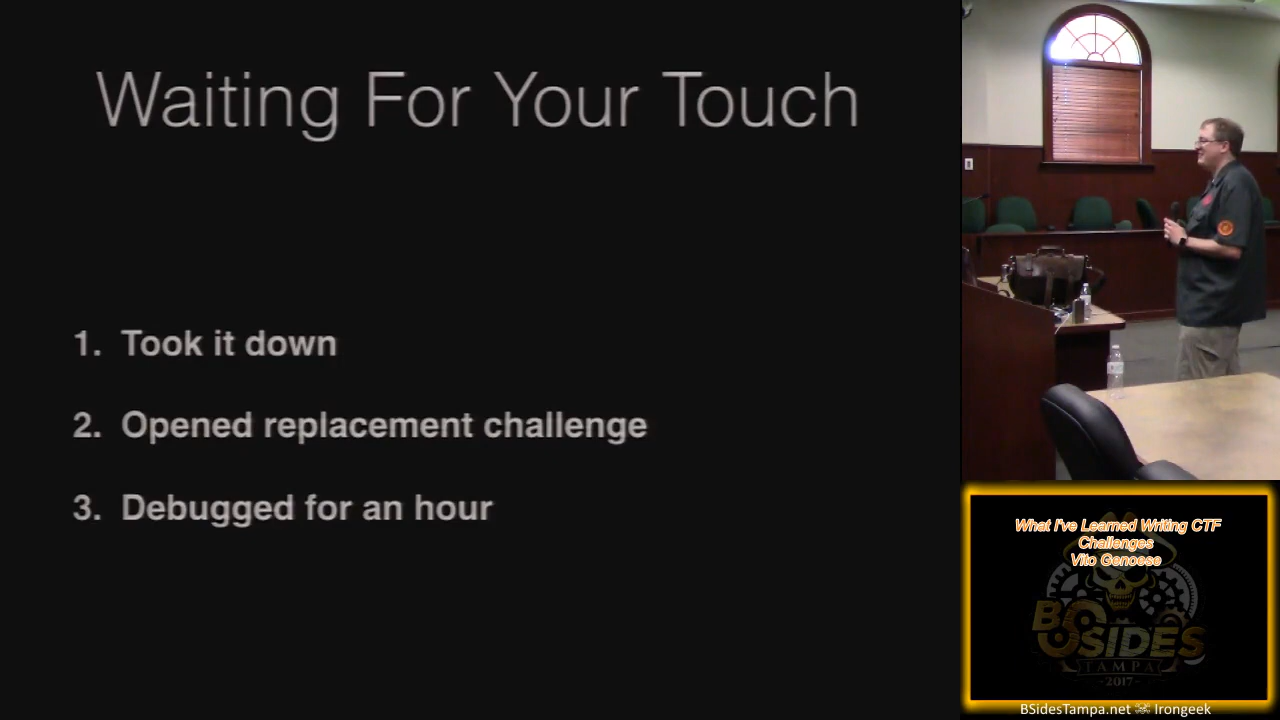 Waiting For Your Touch
1. Took it down
2. Opened replacement challenge
3. Debugged for an hour
What I've Learned Writing CTF
Challenges
Vito Genoese
BSIDES
TAMPA
-2017-
BSidesTampa.net ☠ Irongeek